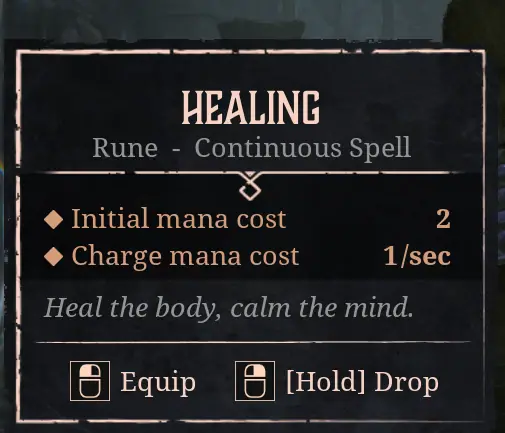 HEALING
Rune - Continuous Spell
Initial mana cost 2
Charge mana cost 1/sec
Heal the body, calm the mind.
Equip [Hold] Drop